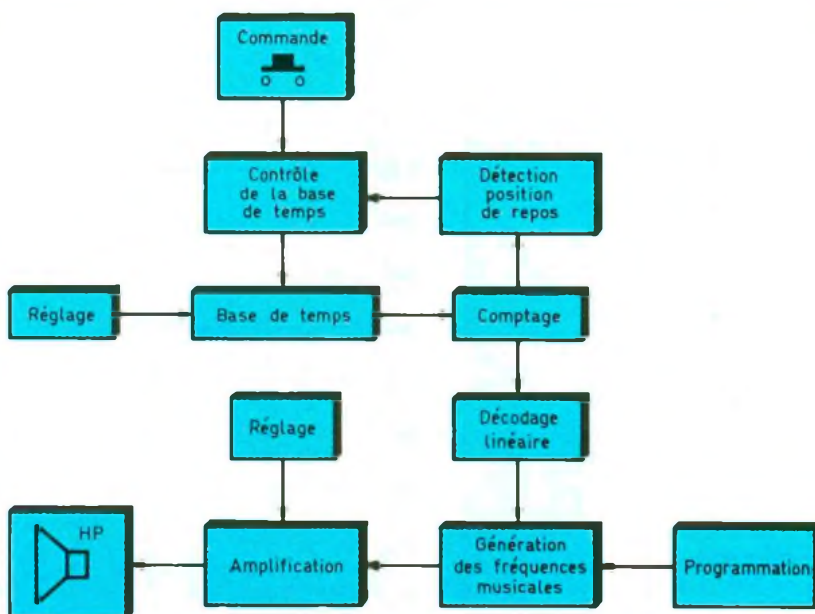 Commande
Contrôle
de la base
de temps
Détection
position
de repos
Réglage
Base de temps
Comptage
Réglage
Décodage
linéaire
HP
Amplification
Génération
des fréquences
musicales
Programmation